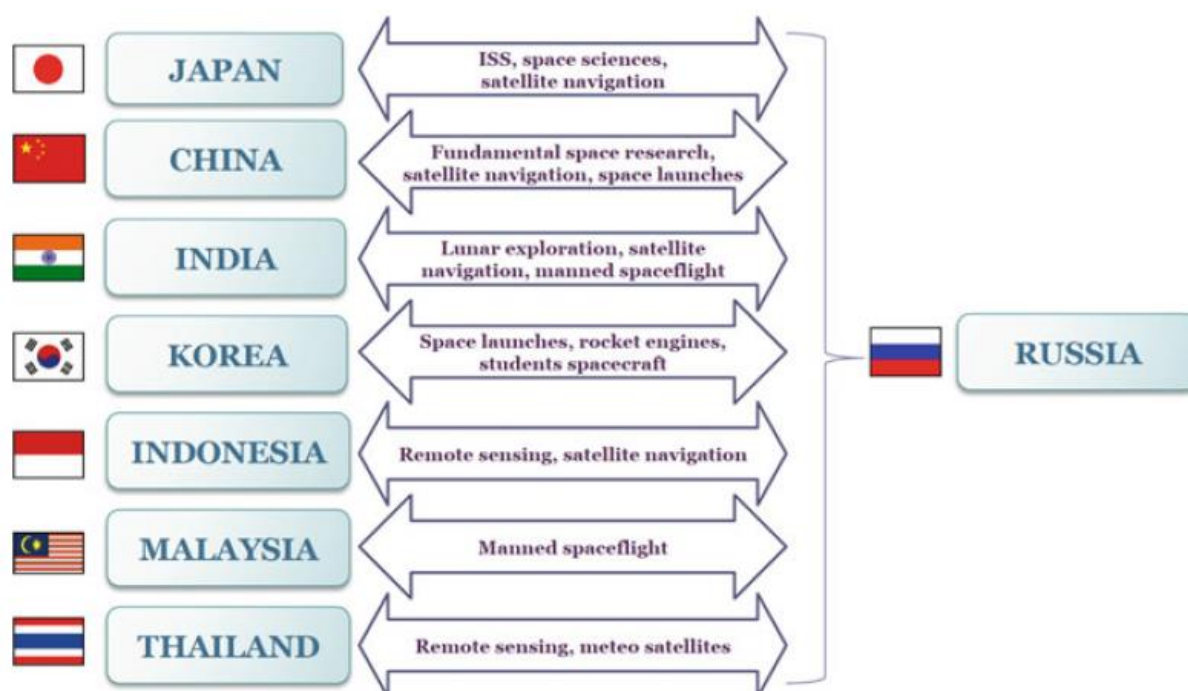 JAPAN
ISS, space sciences,
satellite navigation
CHINA
Fundamental space research,
satellite navigation, space launches
INDIA
Lunar exploration, satellite
navigation, manned spaceflight
KOREA
Space launches, rocket engines,
students spacecraft
RUSSIA
INDONESIA
Remote sensing, satellite navigation
MALAYSIA
Manned spaceflight
THAILAND
Remote sensing, meteo satellites